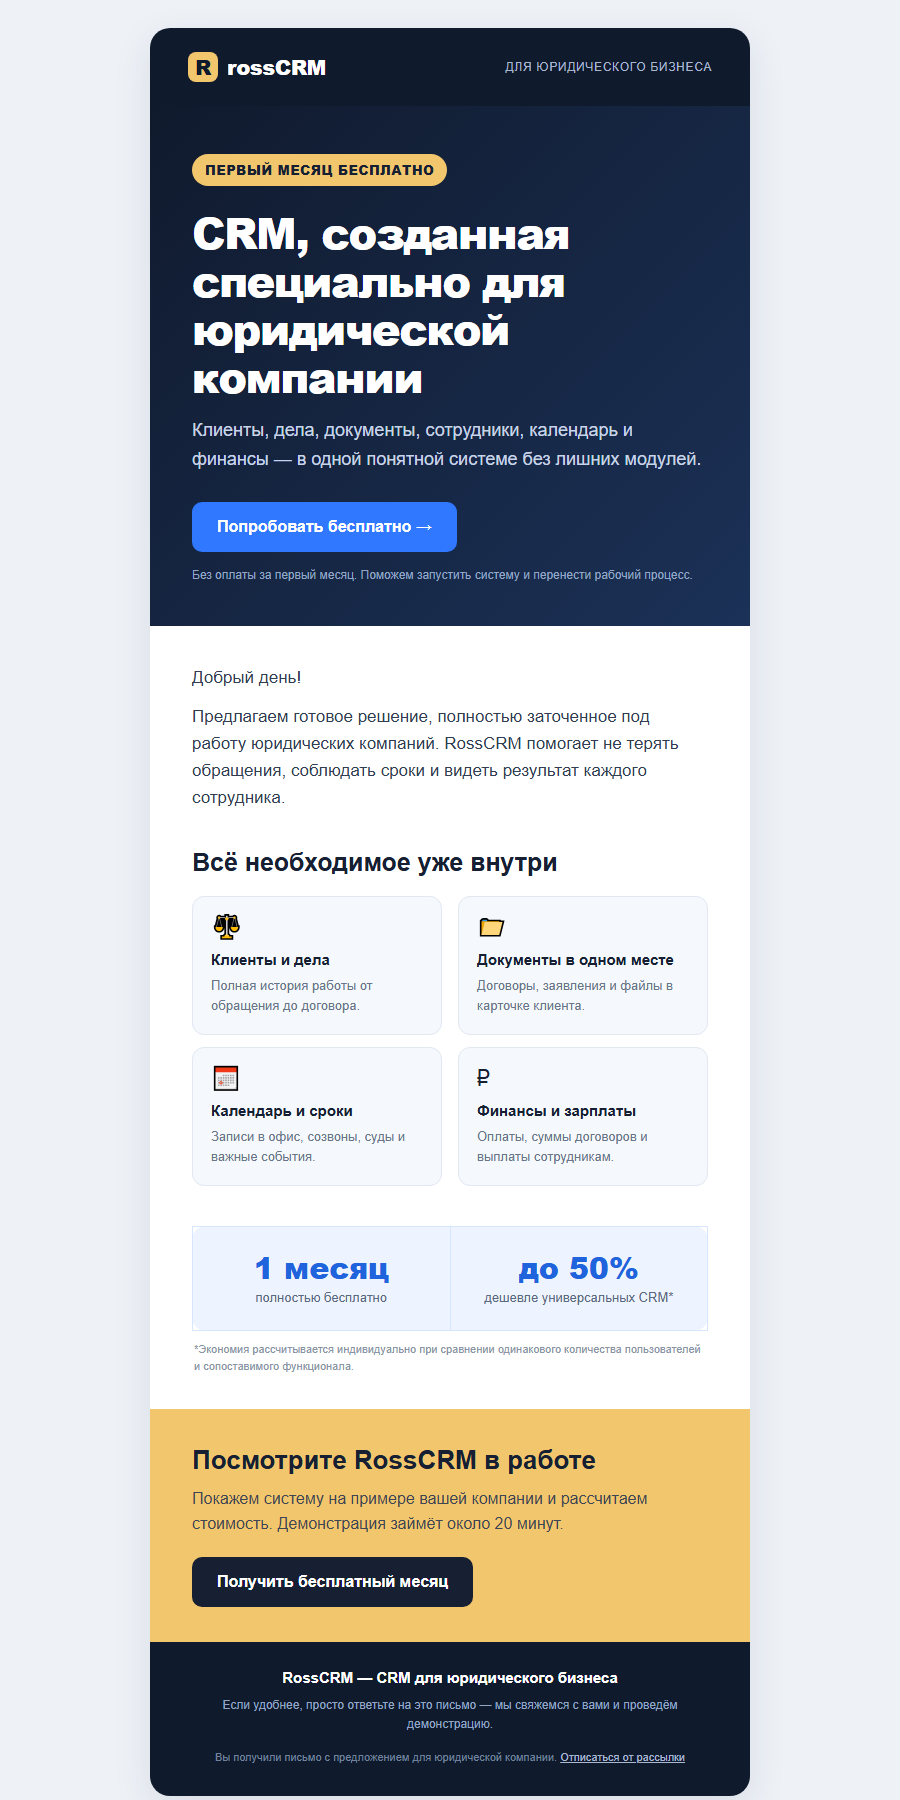 R rossCRM
ДЛЯ ЮРИДИЧЕСКОГО БИЗНЕСА
ПЕРВЫЙ МЕСЯЦ БЕСПЛАТНО
CRM, созданная
специально для
юридической
компании
Клиенты, дела, документы, сотрудники, календарь и
финансы — в одной понятной системе без лишних модулей.
Попробовать бесплатно →
Без оплаты за первый месяц. Поможем запустить систему и перенести рабочий процесс.
Добрый день!
Предлагаем готовое решение, полностью заточенное под
работу юридических компаний. RossCRM помогает не терять
обращения, соблюдать сроки и видеть результат каждого
сотрудника.
Всё необходимое уже внутри
Клиенты и дела
Полная история работы от
обращения до договора.
Документы в одном месте
Договоры, заявления и файлы в
карточке клиента.
Календарь и сроки
Записи в офис, созвоны, суды и
важные события.
₽
Финансы и зарплаты
Оплаты, суммы договоров и
выплаты сотрудникам.
1 месяц
полностью бесплатно
до 50%
дешевле универсальных CRM*
*Экономия рассчитывается индивидуально при сравнении одинакового количества пользователей
и сопоставимого функционала.
Посмотрите RossCRM в работе
Покажем систему на примере вашей компании и рассчитаем
стоимость. Демонстрация займёт около 20 минут.
Получить бесплатный месяц
RossCRM — CRM для юридического бизнеса
Если удобнее, просто ответьте на это письмо — мы свяжемся с вами и проведём
демонстрацию.
Вы получили письмо с предложением для юридической компании. Отписаться от рассылки